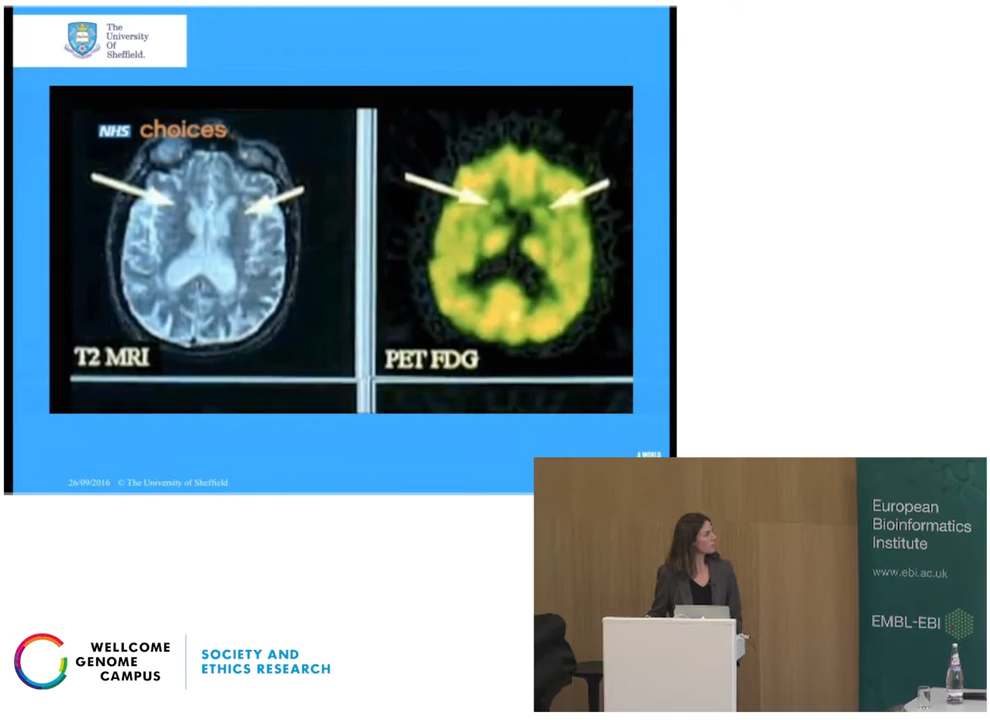 The
University
Of
Sheffield.
NHS choices
T2 MRI
PET FDG
A WORLD
26/09/2016 © The University of Sheffield
European
Bioinformatics
Institute
www.ebi.ac.uk
EMBL-EBI
WELLCOME
GENOME
CAMPUS
SOCIETY AND
ETHICS RESEARCH